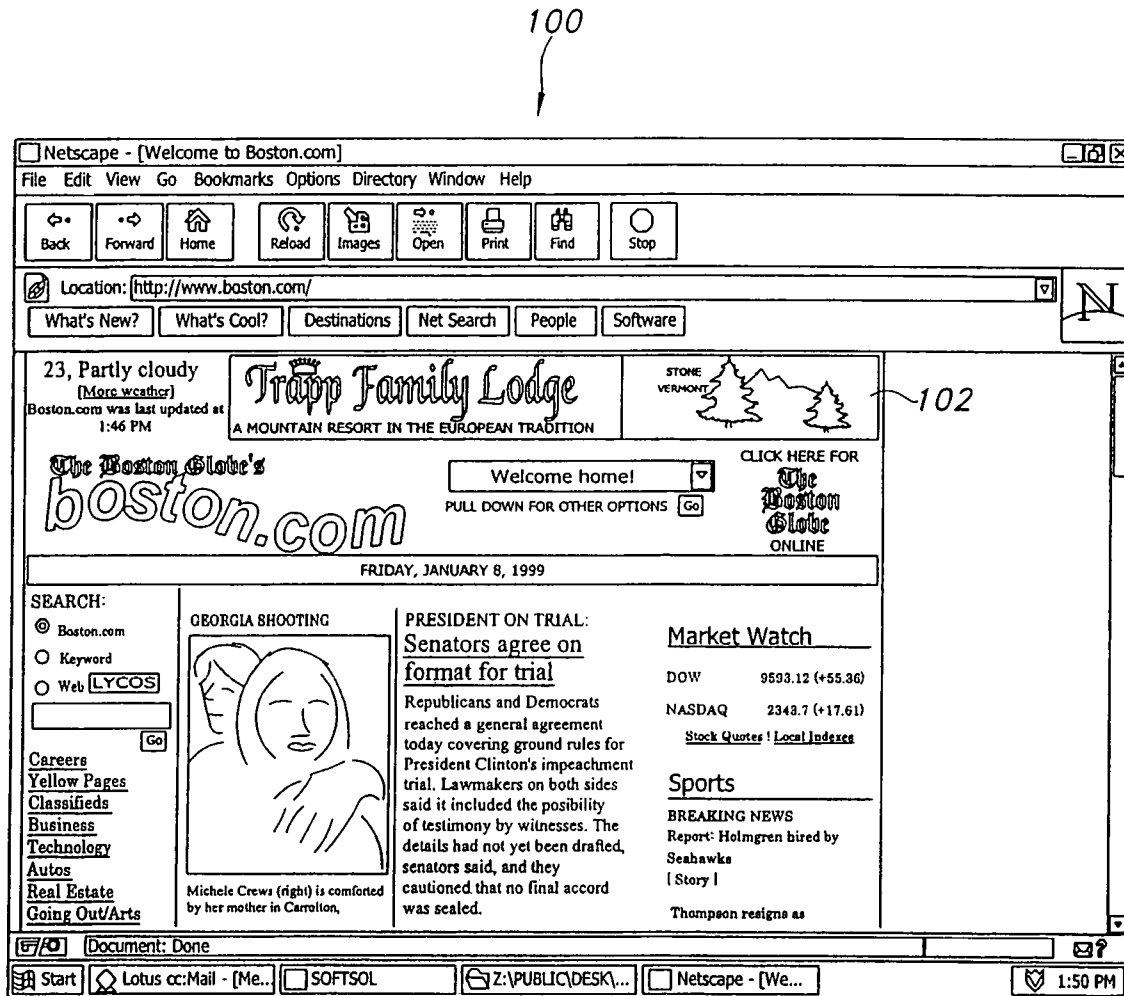 100
Netscape - [Welcome to Boston.com]
File Edit View Go Bookmarks Options Directory Window Help
Back Forward Home Reload Images Open Print Find Stop
Location: http://www.boston.com/
N
What's New? What's Cool? Destinations Net Search People Software
23, Partly cloudy
[More weather]
Boston.com was last updated at
1:46 PM
Trapp Family Lodge
A MOUNTAIN RESORT IN THE EUROPEAN TRADITION
STONE
VERMONT
102
The Boston Globe's
boston.com
Welcome home!
PULL DOWN FOR OTHER OPTIONS Go
CLICK HERE FOR
The
Boston
Globe
ONLINE
FRIDAY, JANUARY 8, 1999
SEARCH:
Boston.com
Keyword
Web LYCOS
Go
Careers
Yellow Pages
Classifieds
Business
Technology
Autos
Real Estate
Going Out/Arts
GEORGIA SHOOTING
Michele Crews (right) is comforted
by her mother in Carrolton,
PRESIDENT ON TRIAL:
Senators agree on
format for trial
Republicans and Democrats
reached a general agreement
today covering ground rules for
President Clinton's impeachment
trial. Lawmakers on both sides
said it included the posibility
of testimony by witnesses. The
details had not yet been drafted,
senators said, and they
cautioned that no final accord
was sealed.
Market Watch
DOW 9593.12 (+55.36)
NASDAQ 2343.7 (+17.61)
Stock Quotes ! Local Indexes
Sports
BREAKING NEWS
Report: Holmgren hired by
Seahawks
[ Story ]
Thompson resigns as
Document: Done
?
Start Lotus cc:Mail - [Me... SOFTSOL Z:\PUBLIC\DESK\... Netscape - [We... 1:50 PM